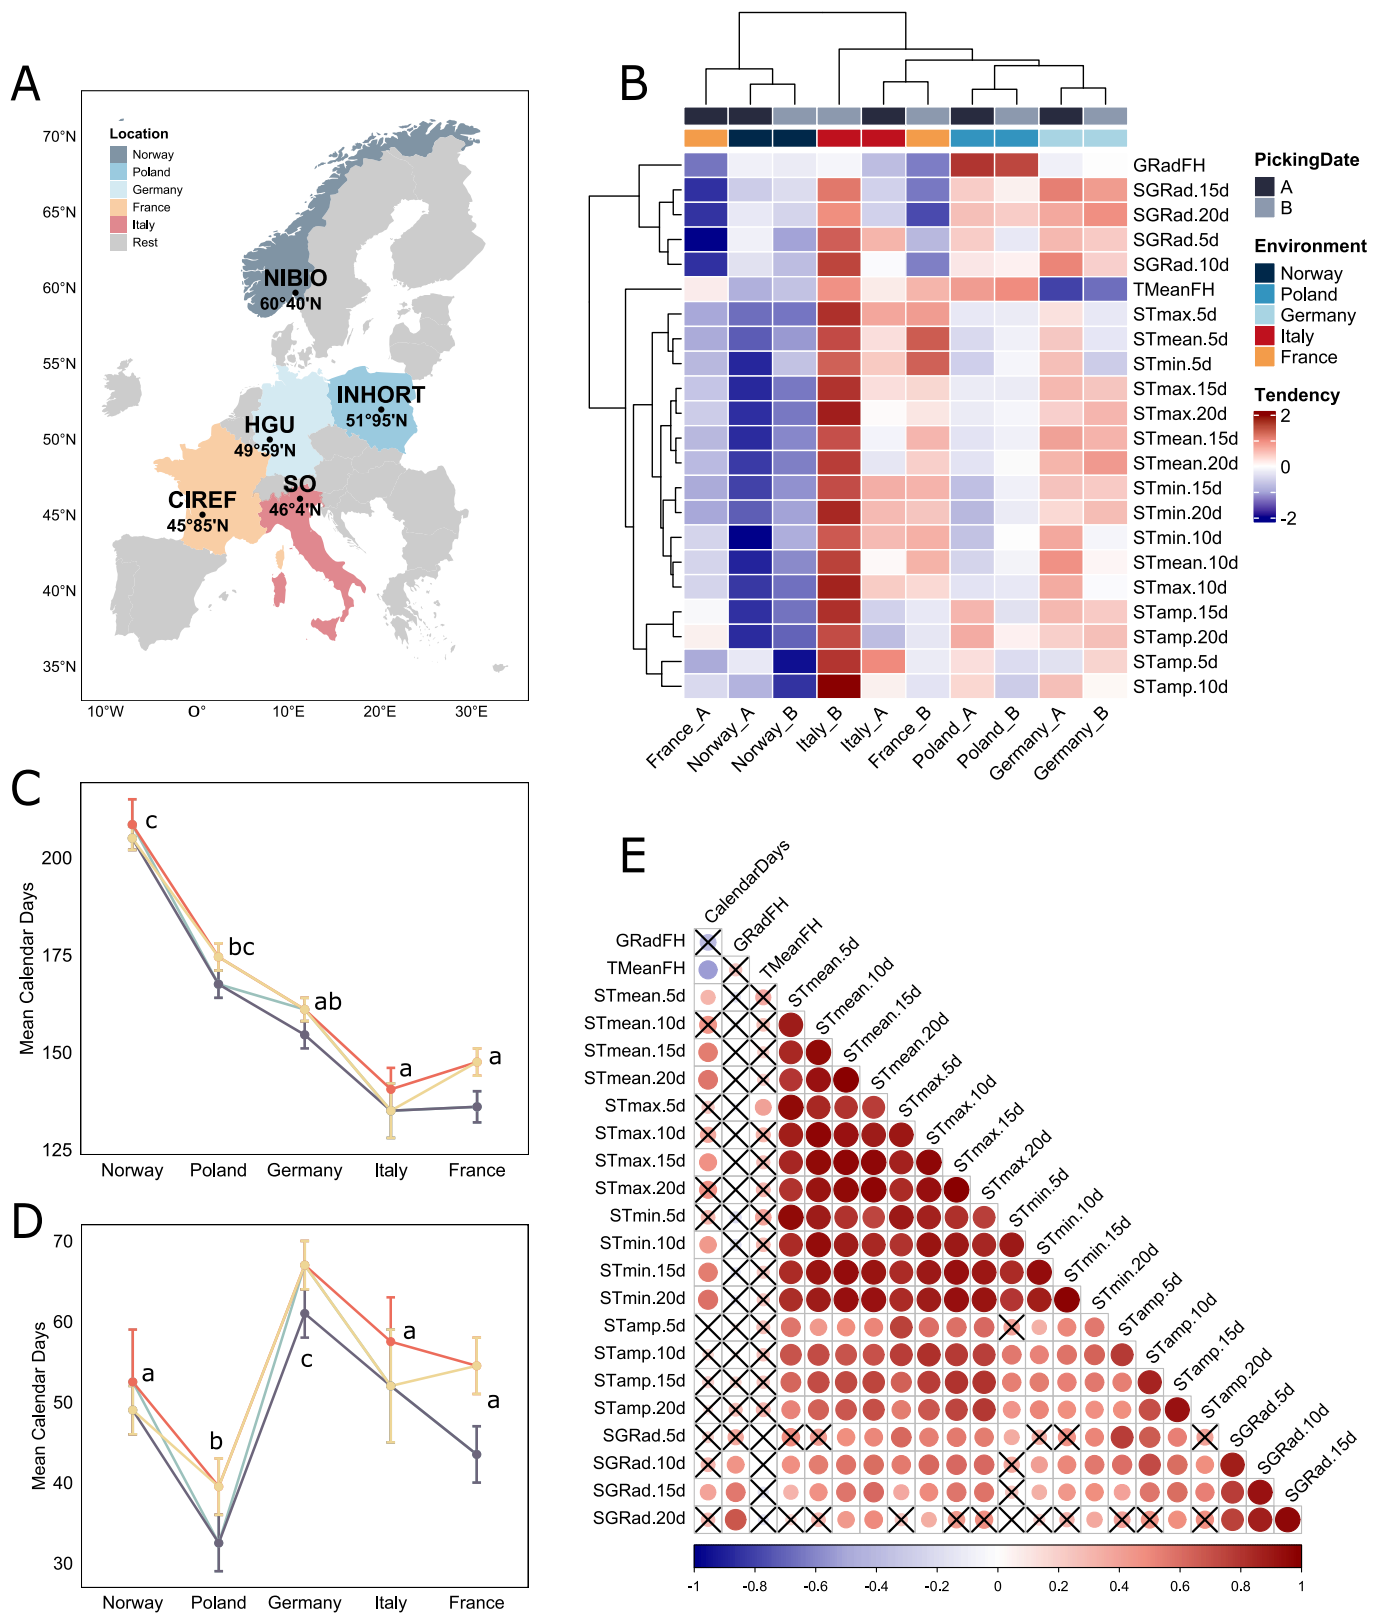 A
70°N
65°N
60°N
55°N
50°N
45°N
40°N
35°N
10°W
O°
10°E
20°E
30°E
Location
Norway
Poland
Germany
France
Italy
Rest
NIBIO
60°40'N
INHORT
51°95'N
HGU
49°59'N
SO
46°4'N
CIREF
45°85'N
B
GRadFH
SGRad.15d
SGRad.20d
SGRad.5d
SGRad.10d
TMeanFH
STmax.5d
STmean.5d
STmin.5d
STmax.15d
STmax.20d
STmean.15d
STmean.20d
STmin.15d
STmin.20d
STmin.10d
STmean.10d
STmax.10d
STamp.15d
STamp.20d
STamp.5d
STamp.10d
France_A
Norway_A
Norway_B
Italy_B
Italy_A
France_B
Poland_A
Poland_B
Germany_A
Germany_B
PickingDate
A
B
Environment
Norway
Poland
Germany
Italy
France
Tendency
2
1
0
-1
-2
C
Mean Calendar Days
200
175
150
125
c
bc
ab
a
a
Norway
Poland
Germany
Italy
France
D
Mean Calendar Days
70
60
50
40
30
a
b
c
a
a
Norway
Poland
Germany
Italy
France
E
CalendarDays
GRadFH
TMeanFH
STmean.5d
STmean.10d
STmean.15d
STmean.20d
STmax.5d
STmax.10d
STmax.15d
STmax.20d
STmin.5d
STmin.10d
STmin.15d
STmin.20d
STamp.5d
STamp.10d
STamp.15d
STamp.20d
SGRad.5d
SGRad.10d
SGRad.15d
GRadFH
TMeanFH
STmean.5d
STmean.10d
STmean.15d
STmean.20d
STmax.5d
STmax.10d
STmax.15d
STmax.20d
STmin.5d
STmin.10d
STmin.15d
STmin.20d
STamp.5d
STamp.10d
STamp.15d
STamp.20d
SGRad.5d
SGRad.10d
SGRad.15d
SGRad.20d
-1
-0.8
-0.6
-0.4
-0.2
0
0.2
0.4
0.6
0.8
1